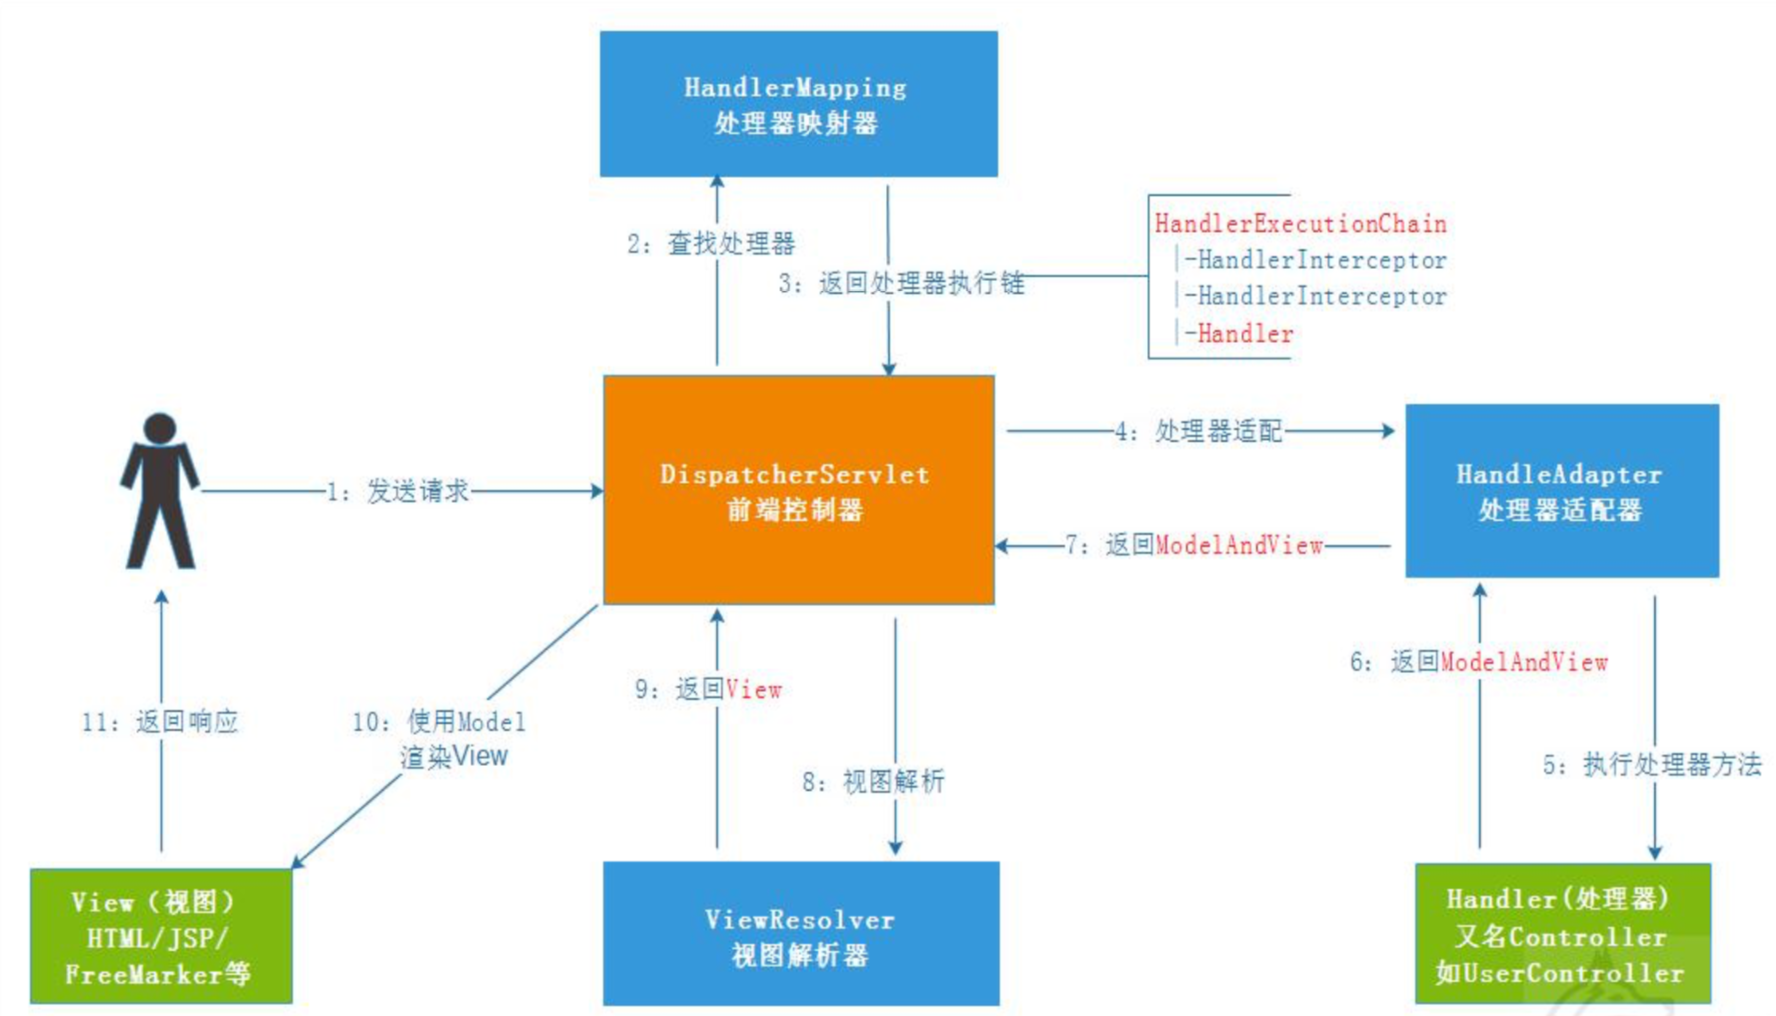 HandlerMapping
处理器映射器
2: 查找处理器
3: 返回处理器执行链
HandlerExecutionChain
|-HandlerInterceptor
|-HandlerInterceptor
|-Handler
1: 发送请求
DispatcherServlet
前端控制器
4: 处理器适配
HandleAdapter
处理器适配器
7: 返回ModelAndView
6: 返回ModelAndView
5: 执行处理器方法
9: 返回View
8: 视图解析
10: 使用Model
渲染View
11: 返回响应
View（视图）
HTML/JSP/
FreeMarker等
ViewResolver
视图解析器
Handler(处理器)
又名Controller
如UserController